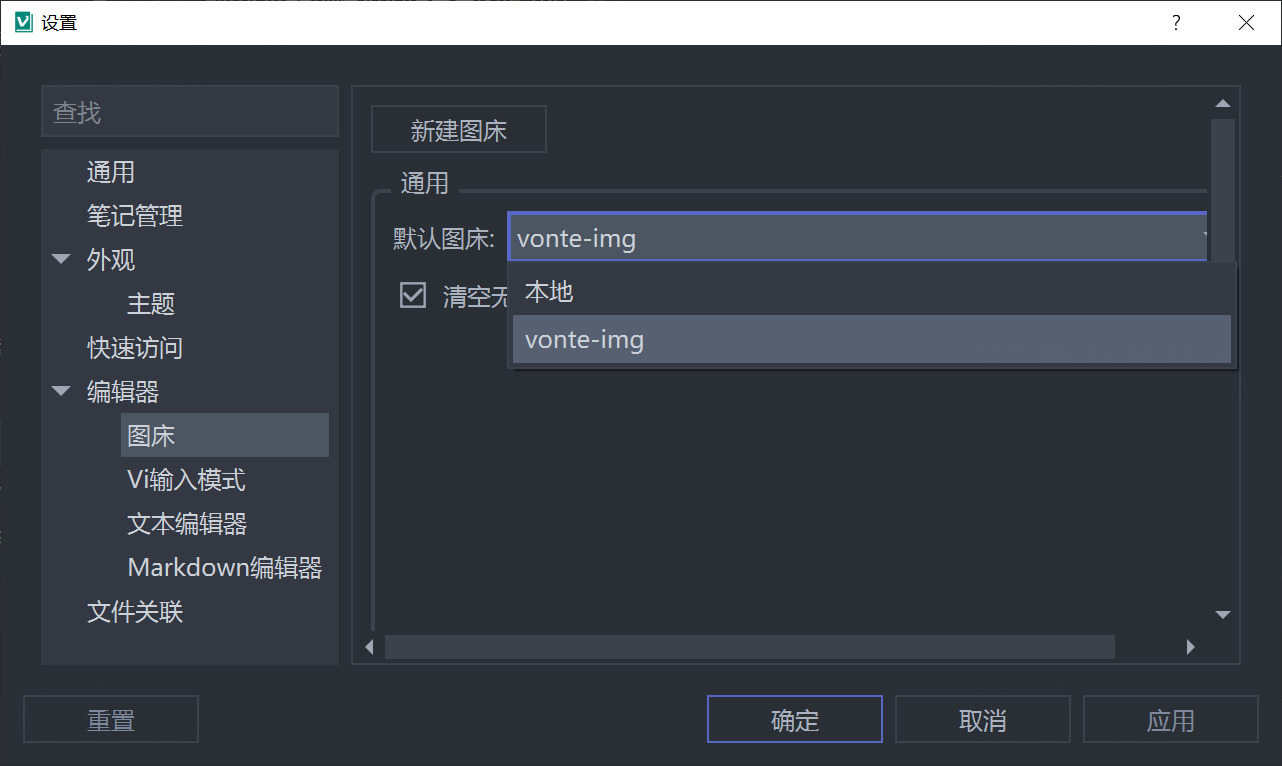 设置
查找
通用
笔记管理
外观
主题
快速访问
编辑器
图床
Vi输入模式
文本编辑器
Markdown编辑器
文件关联
新建图床
通用
默认图床: vonte-img
本地
vonte-img
清空无
重置
确定
取消
应用